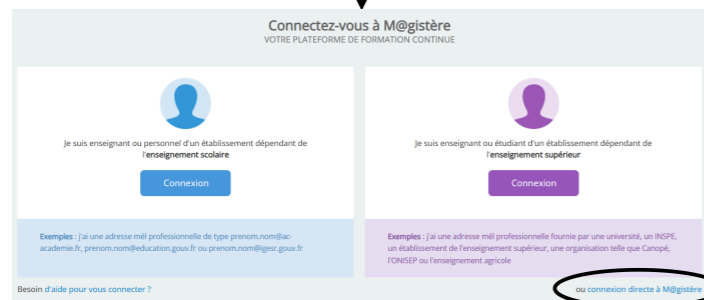 Connectez-vous à M@gistère
VOTRE PLATEFORME DE FORMATION CONTINUE
Je suis enseignant ou personnel d'un établissement dépendant de
l'enseignement scolaire
Connexion
Exemples : j'ai une adresse mél professionnelle de type prenom.nom@ac-
academie.fr, prenom.nom@education.gouv.fr ou prenom.nom@igesr.gouv.fr
Je suis enseignant ou étudiant d'un établissement dépendant de
l'enseignement supérieur
Connexion
Exemples : j'ai une adresse mél professionnelle fournie par une université, un INSPE,
un établissement de l'enseignement supérieur, une organisation telle que Canopé,
l'ONISEP ou l'enseignement agricole
Besoin d'aide pour vous connecter ?
ou connexion directe à M@gistère